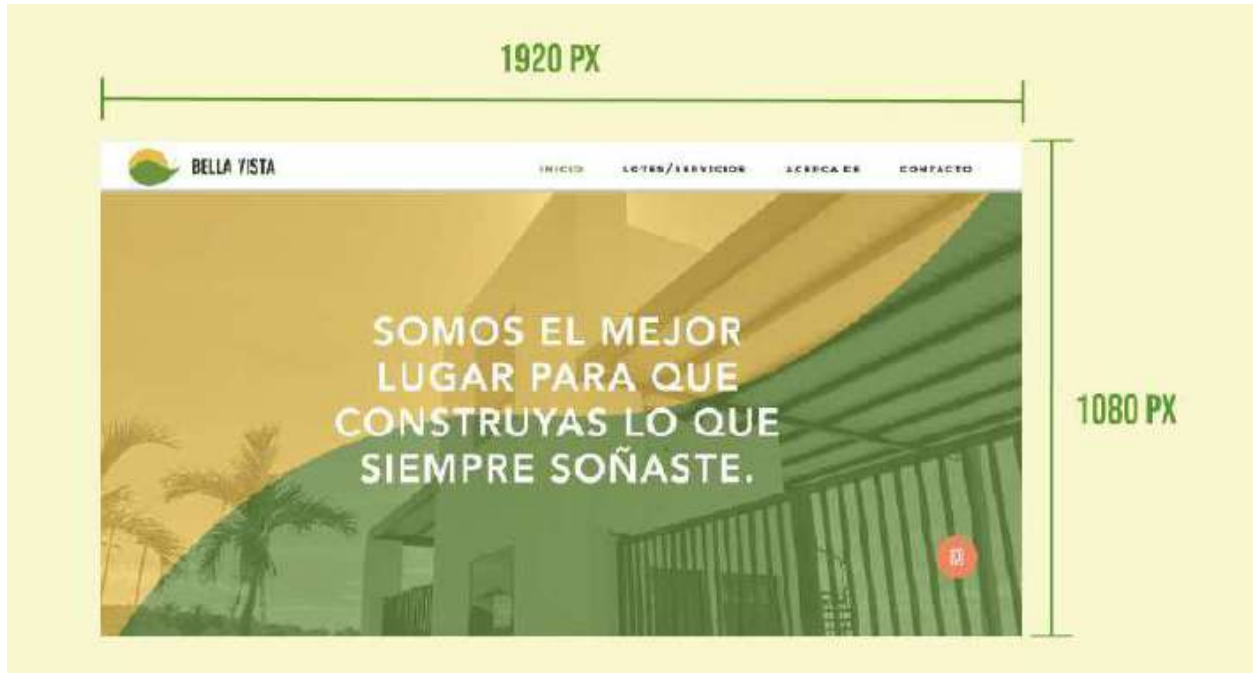 1920 PX
BELLA VISTA
INICIO LOTES/SERVICIOS ACERCA DE CONTACTO
SOMOS EL MEJOR
LUGAR PARA QUE
CONSTRUYAS LO QUE
SIEMPRE SOÑASTE.
1080 PX